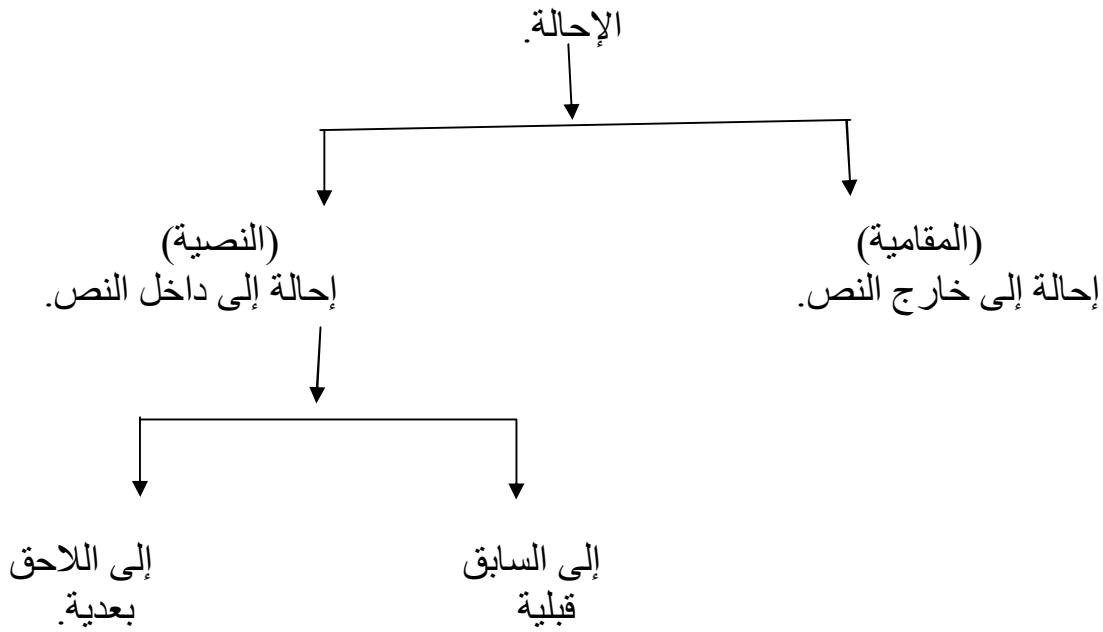 الإحالة.
(المقامية)
إحالة إلى خارج النص.
(النصية)
إحالة إلى داخل النص.
إلى السابق
قبلية
إلى اللاحق
بعدية.